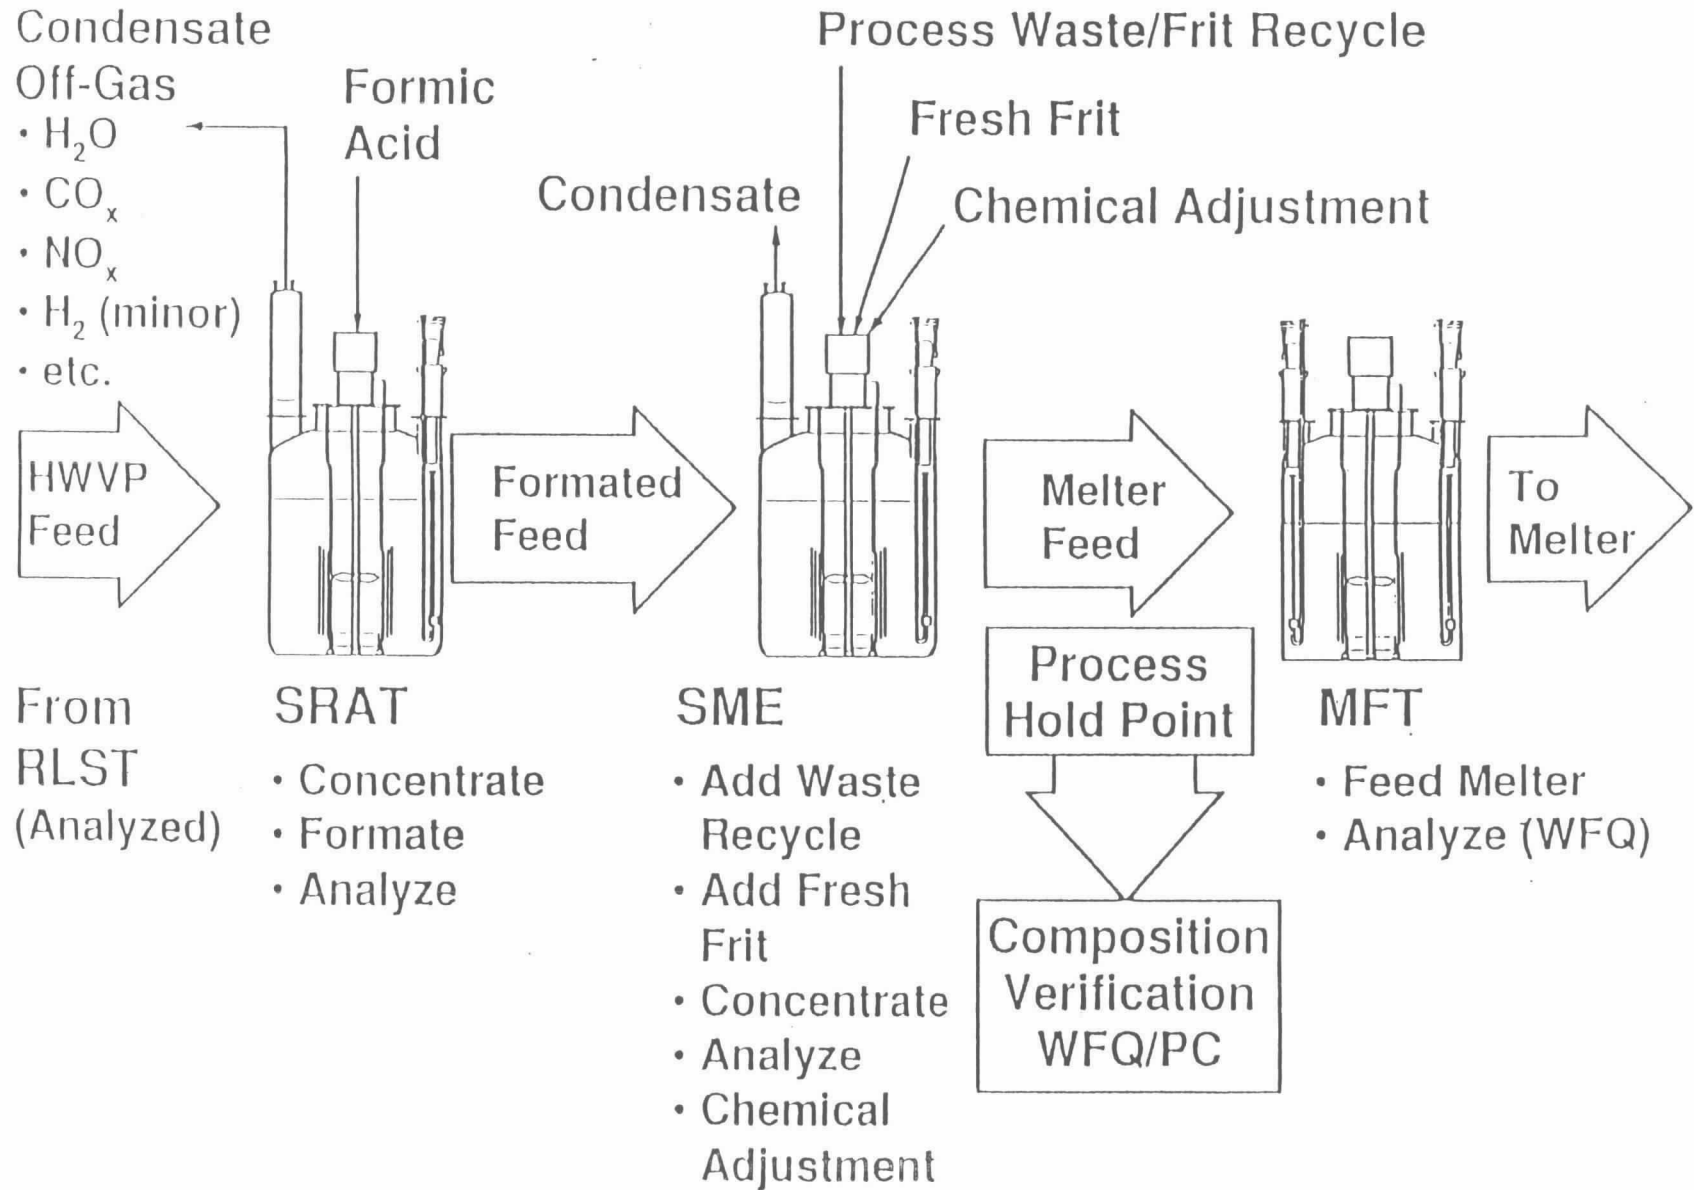 Condensate
Off-Gas
· H₂O
· COₓ
· NOₓ
· H₂ (minor)
· etc.
Formic
Acid
Condensate
Process Waste/Frit Recycle
Fresh Frit
Chemical Adjustment
HWVP
Feed
Formated
Feed
Melter
Feed
To
Melter
From
RLST
(Analyzed)
SRAT
· Concentrate
· Formate
· Analyze
SME
· Add Waste
Recycle
· Add Fresh
Frit
· Concentrate
· Analyze
· Chemical
Adjustment
Process
Hold Point
Composition
Verification
WFQ/PC
MFT
· Feed Melter
· Analyze (WFQ)